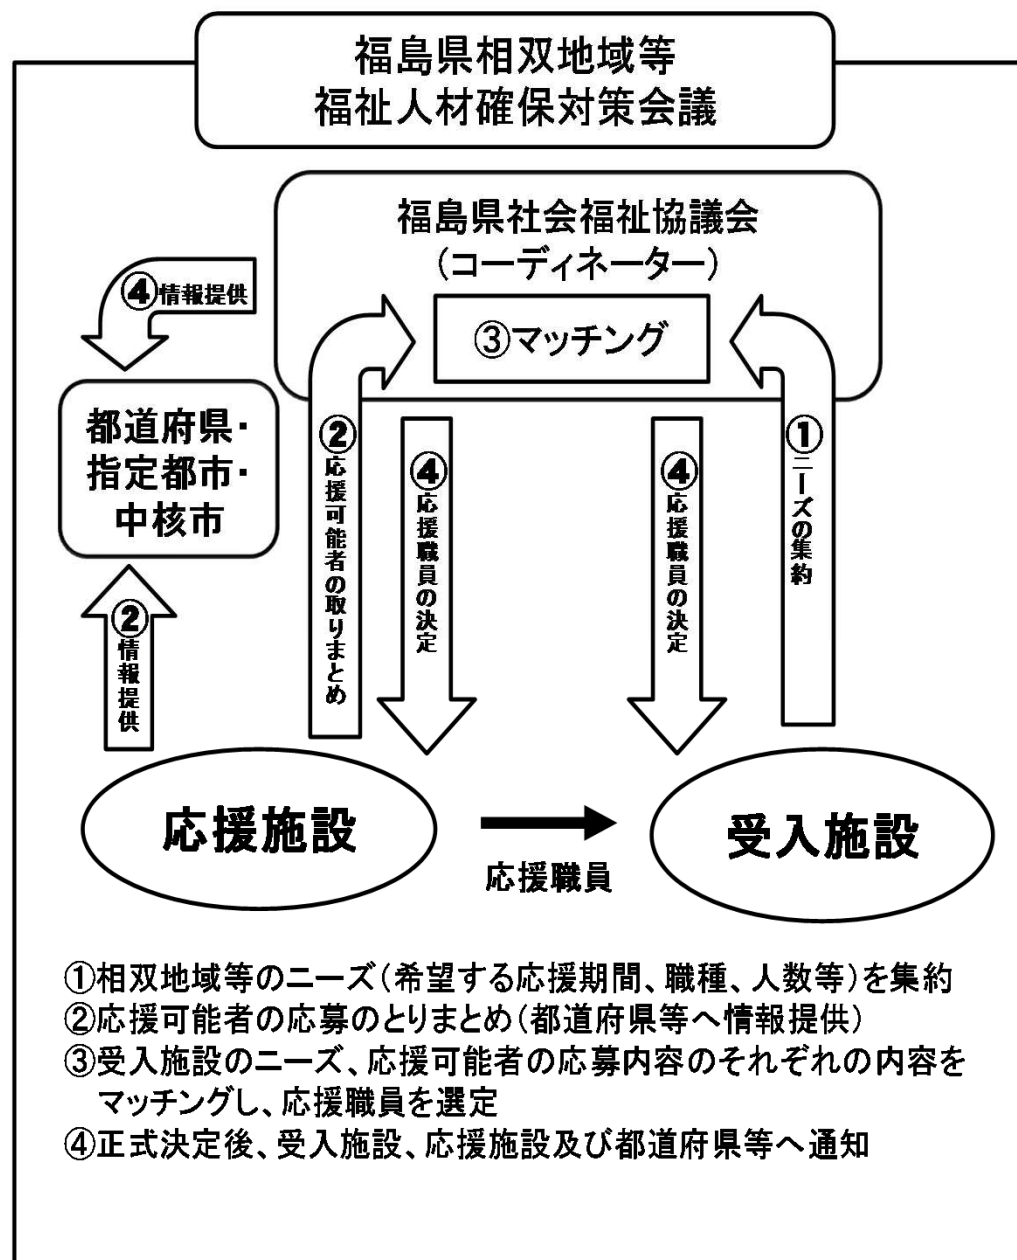 福島県相双地域等
福祉人材確保対策会議
福島県社会福祉協議会
（コーディネーター）
③マッチング
④情報提供
都道府県・
指定都市・
中核市
②情報提供
②応援可能者の取りまとめ
④応援職員の決定
④応援職員の決定
①ニーズの集約
応援施設
応援職員
受入施設
①相双地域等のニーズ（希望する応援期間、職種、人数等）を集約
②応援可能者の応募のとりまとめ（都道府県等へ情報提供）
③受入施設のニーズ、応援可能者の応募内容のそれぞれの内容を
マッチングし、応援職員を選定
④正式決定後、受入施設、応援施設及び都道府県等へ通知